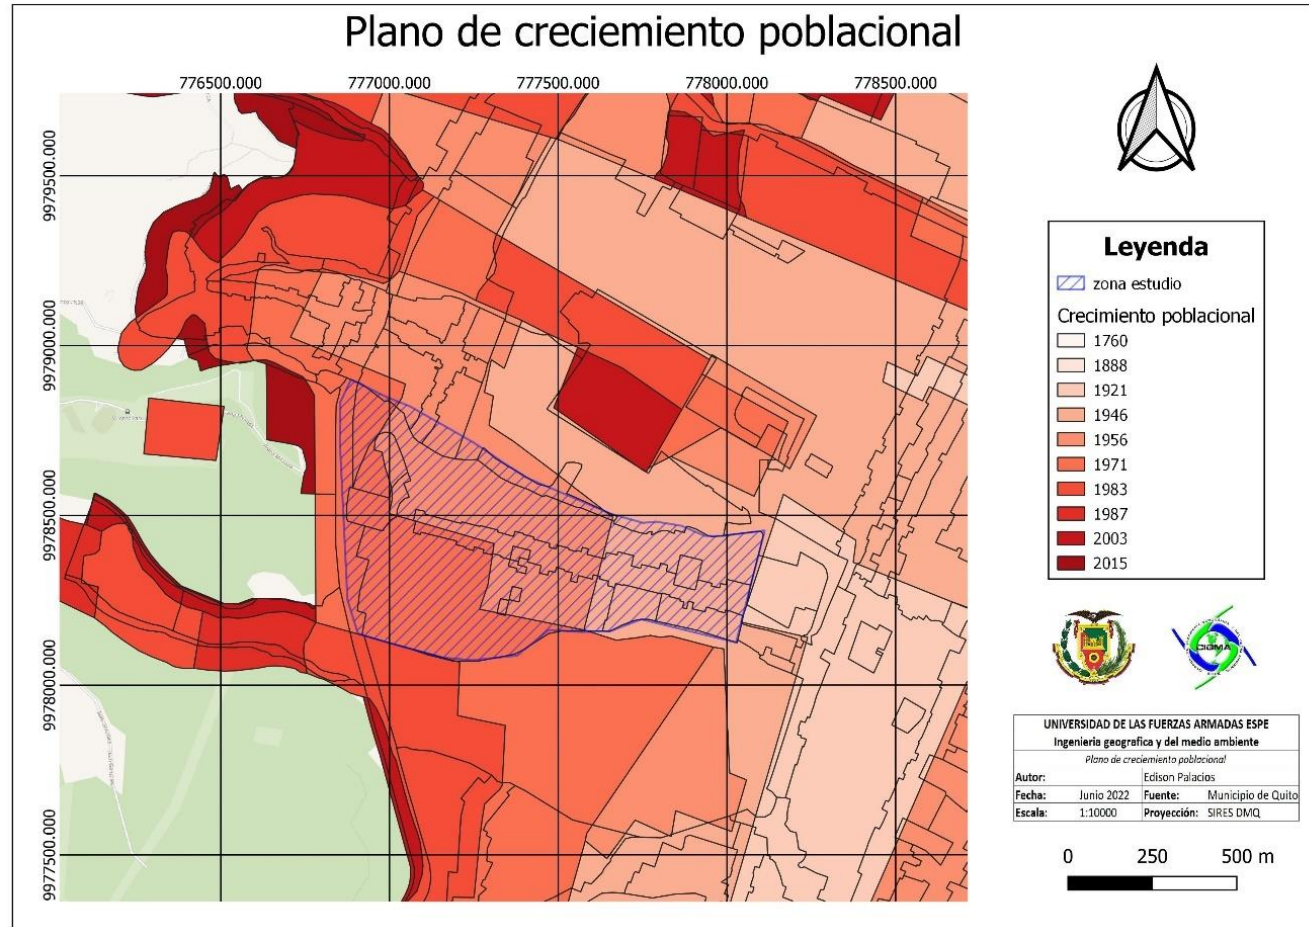 Plano de creciemiento poblacional
776500.000 777000.000 777500.000 778000.000 778500.000
9979500.000
9979000.000
9978500.000
9978000.000
9977500.000
Leyenda
zona estudio
Crecimiento poblacional
1760
1888
1921
1946
1956
1971
1983
1987
2003
2015
CIGMA
UNIVERSIDAD DE LAS FUERZAS ARMADAS ESPE
Ingenieria geografica y del medio ambiente
Plano de creciemiento poblacional
Autor: Edison Palacios
Fecha: Junio 2022 Fuente: Municipio de Quito
Escala: 1:10000 Proyección: SIRES DMQ
0 250 500 m